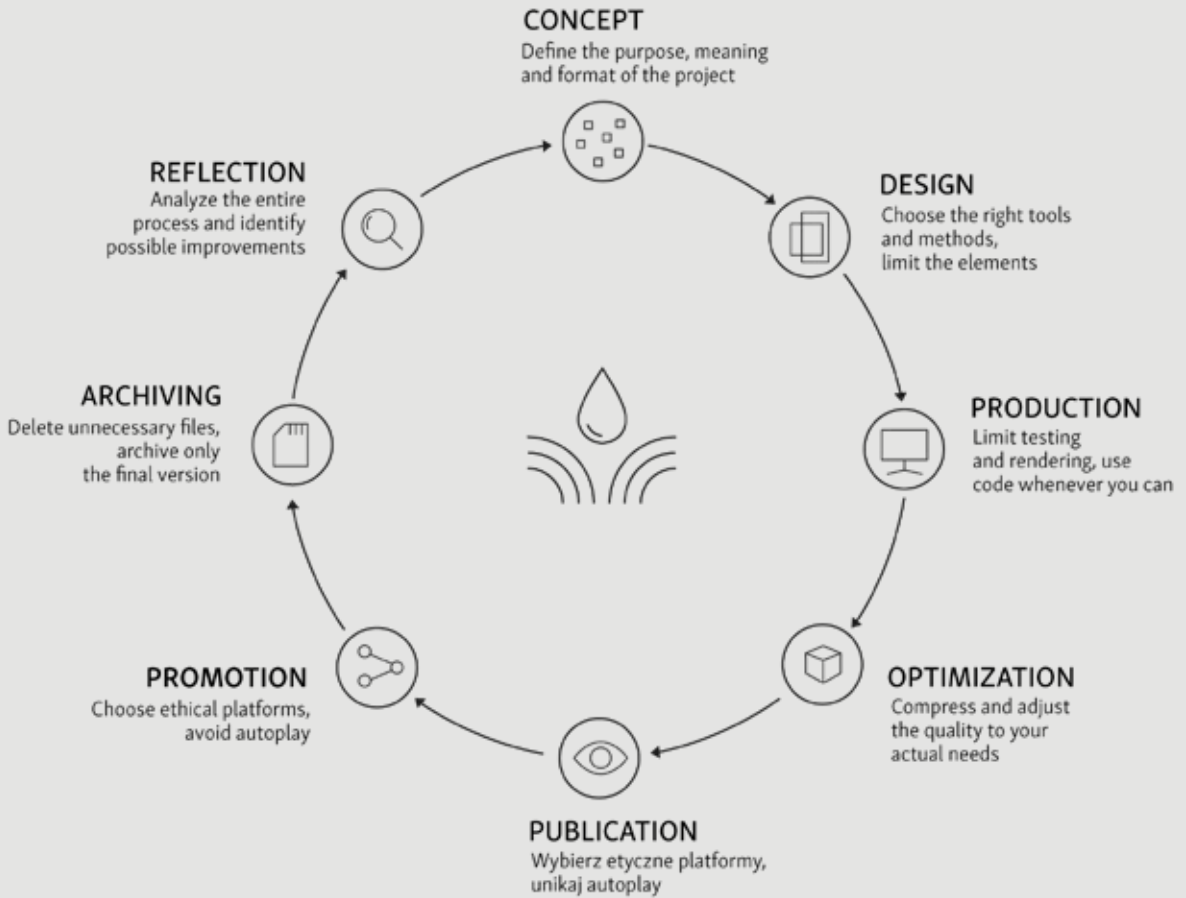 CONCEPT
Define the purpose, meaning
and format of the project
DESIGN
Choose the right tools
and methods,
limit the elements
PRODUCTION
Limit testing
and rendering, use
code whenever you can
OPTIMIZATION
Compress and adjust
the quality to your
actual needs
PUBLICATION
Wybierz etyczne platformy,
unikaj autoplay
PROMOTION
Choose ethical platforms,
avoid autoplay
ARCHIVING
Delete unnecessary files,
archive only
the final version
REFLECTION
Analyze the entire
process and identify
possible improvements